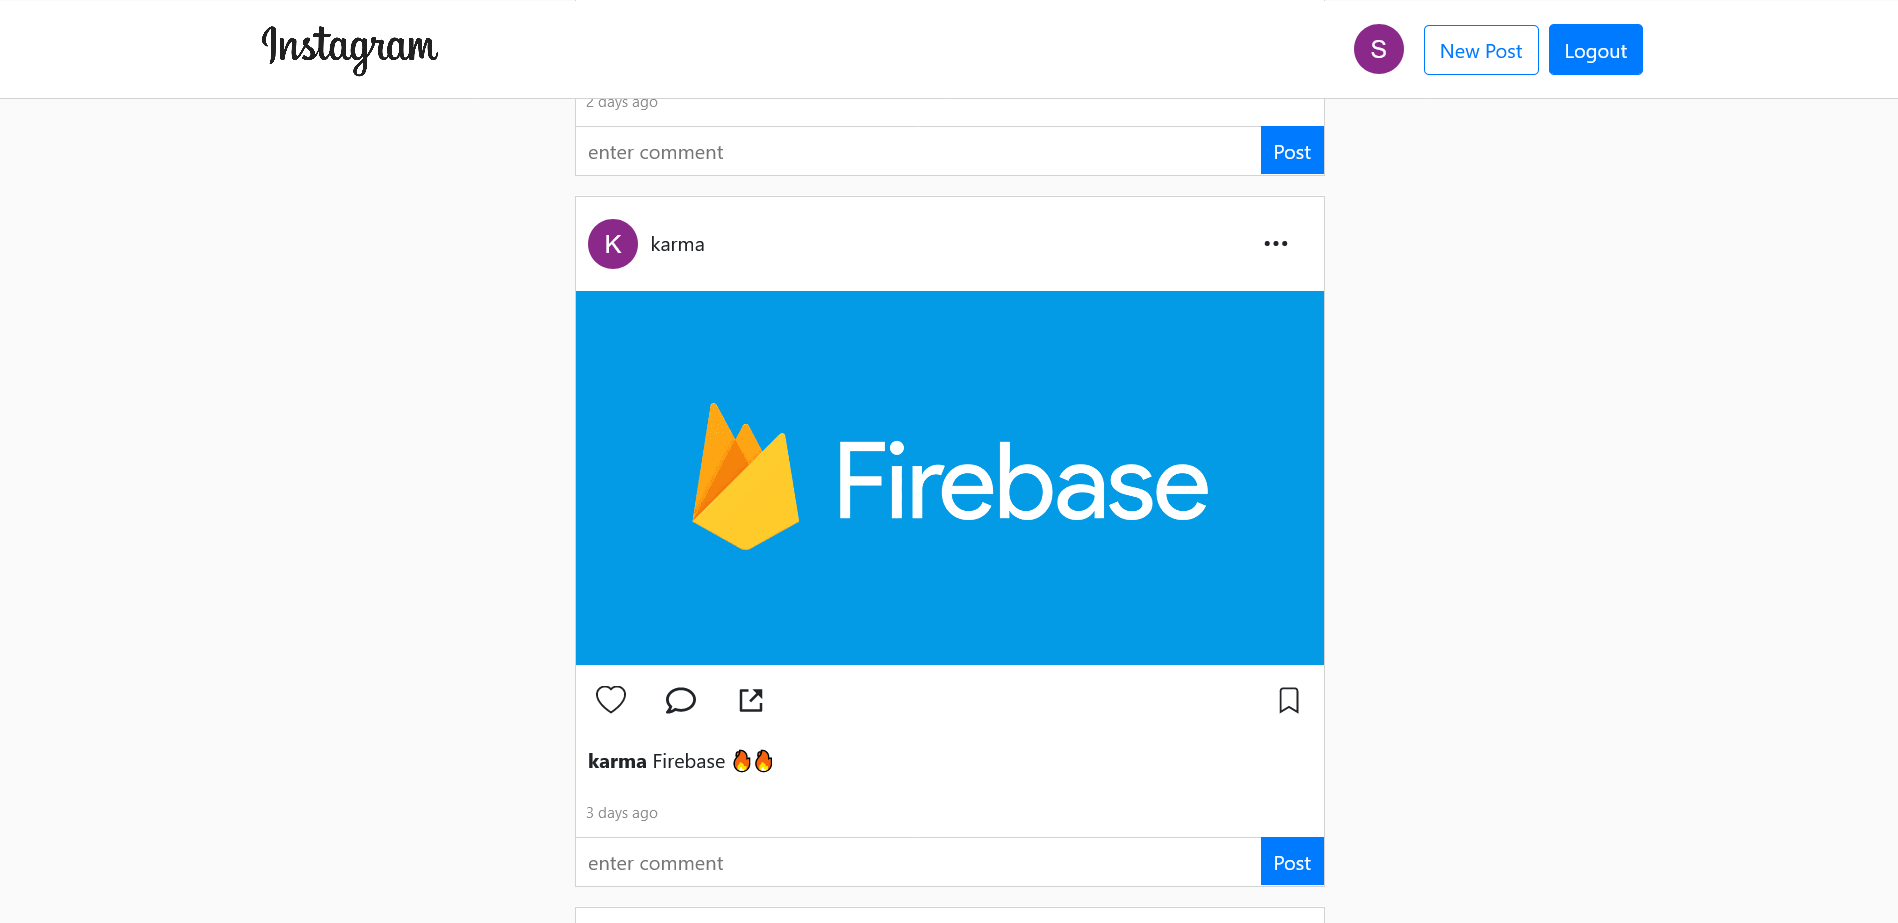 Instagram
S
New Post
Logout
2 days ago
enter comment
Post
K
karma
Firebase
karma Firebase 🔥🔥
3 days ago
enter comment
Post